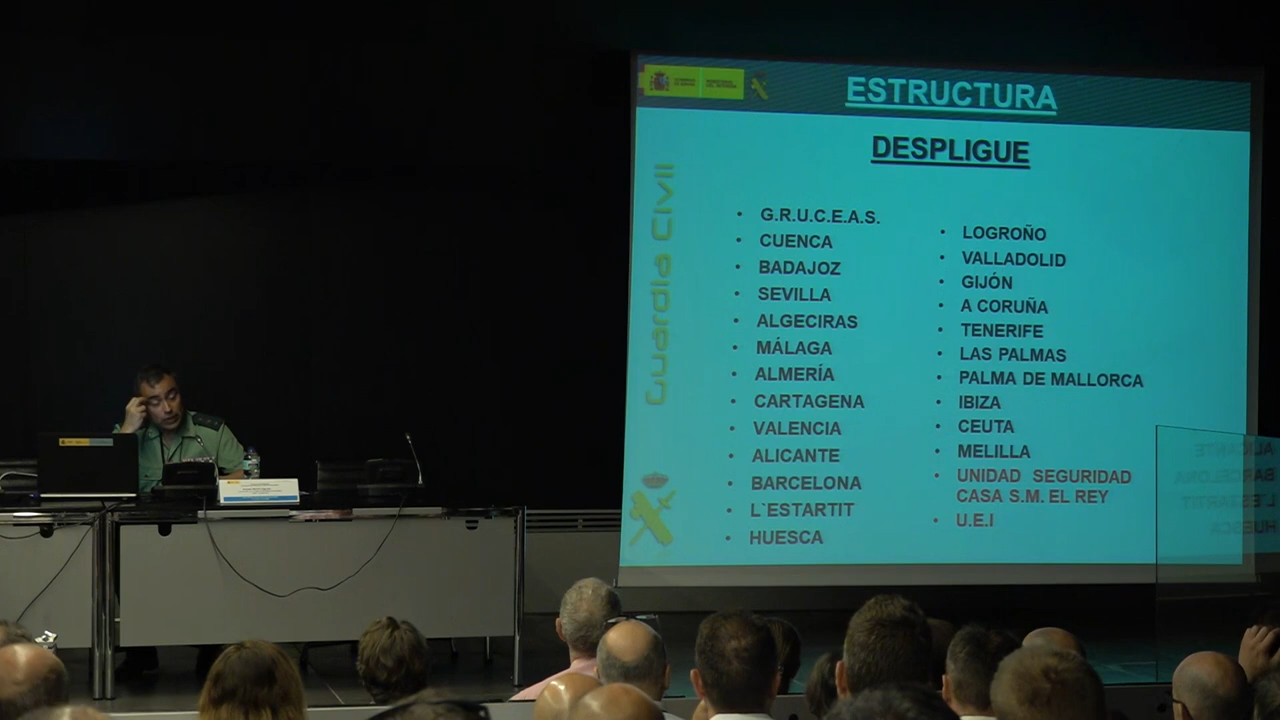 ESTRUCTURA
DESPLIGUE
Guardia Civil
• G.R.U.C.E.A.S.
• CUENCA
• BADAJOZ
• SEVILLA
• ALGECIRAS
• MÁLAGA
• ALMERÍA
• CARTAGENA
• VALENCIA
• ALICANTE
• BARCELONA
• L`ESTARTIT
• HUESCA
• LOGROÑO
• VALLADOLID
• GIJÓN
• A CORUÑA
• TENERIFE
• LAS PALMAS
• PALMA DE MALLORCA
• IBIZA
• CEUTA
• MELILLA
• UNIDAD SEGURIDAD
CASA S.M. EL REY
• U.E.I